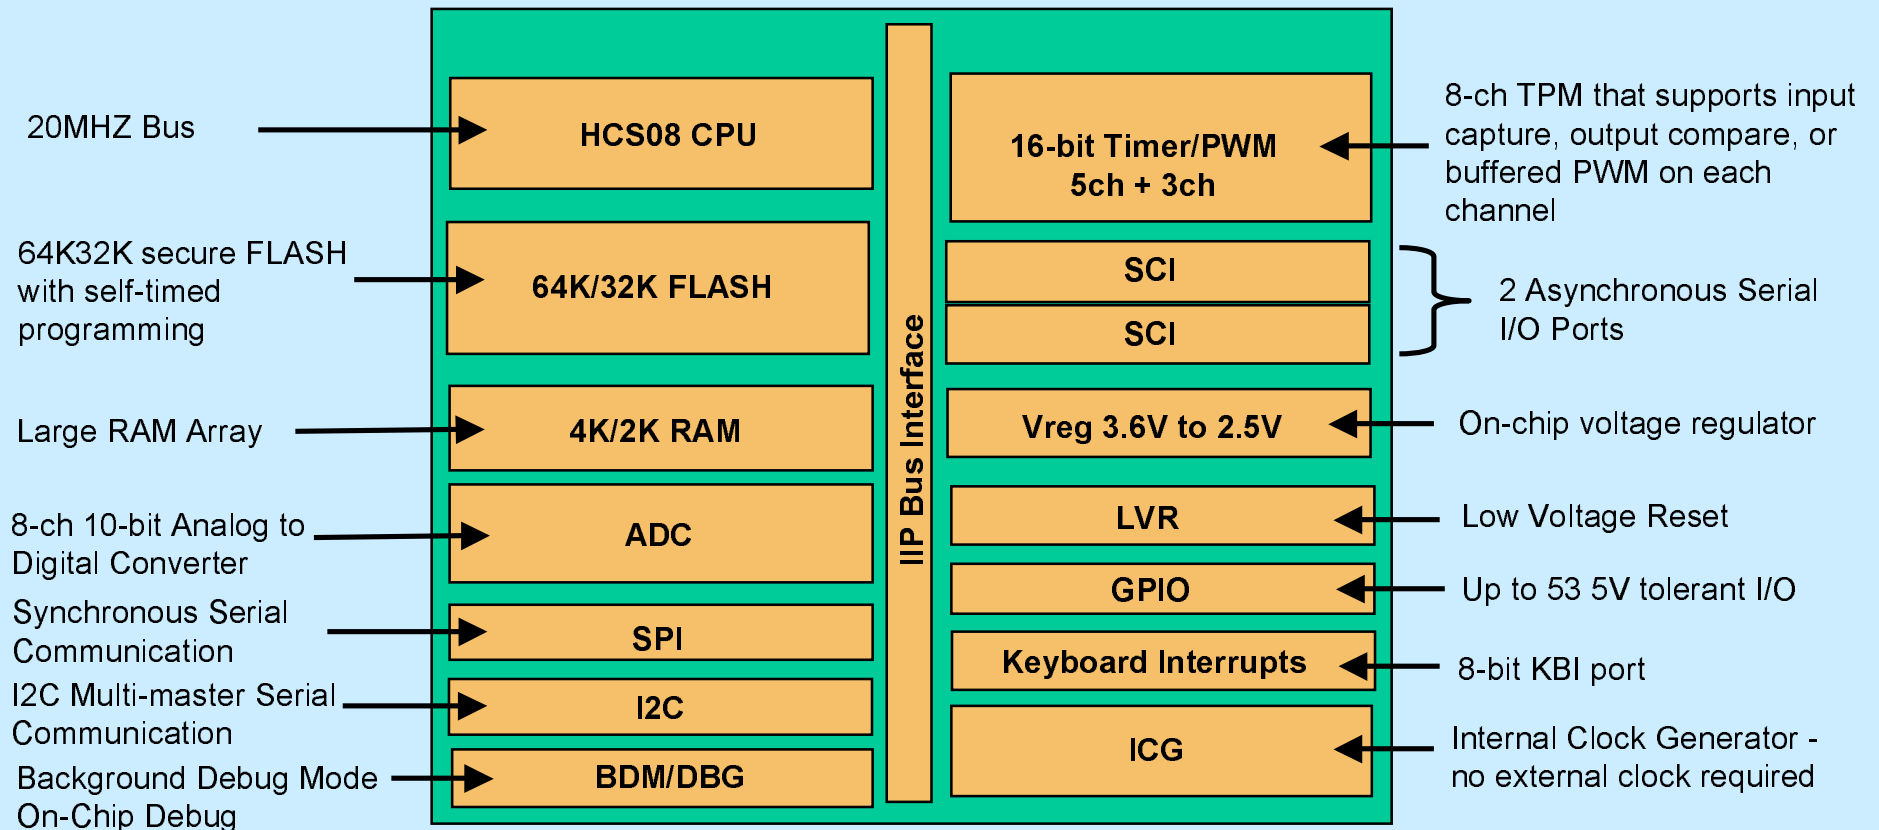 20MHZ Bus
64K32K secure FLASH
with self-timed
programming
Large RAM Array
8-ch 10-bit Analog to
Digital Converter
Synchronous Serial
Communication
I2C Multi-master Serial
Communication
Background Debug Mode
On-Chip Debug
HCS08 CPU
64K/32K FLASH
4K/2K RAM
ADC
SPI
I2C
BDM/DBG
IIP Bus Interface
16-bit Timer/PWM
5ch + 3ch
SCI
SCI
Vreg 3.6V to 2.5V
LVR
GPIO
Keyboard Interrupts
ICG
8-ch TPM that supports input
capture, output compare, or
buffered PWM on each
channel
2 Asynchronous Serial
I/O Ports
On-chip voltage regulator
Low Voltage Reset
Up to 53 5V tolerant I/O
8-bit KBI port
Internal Clock Generator -
no external clock required